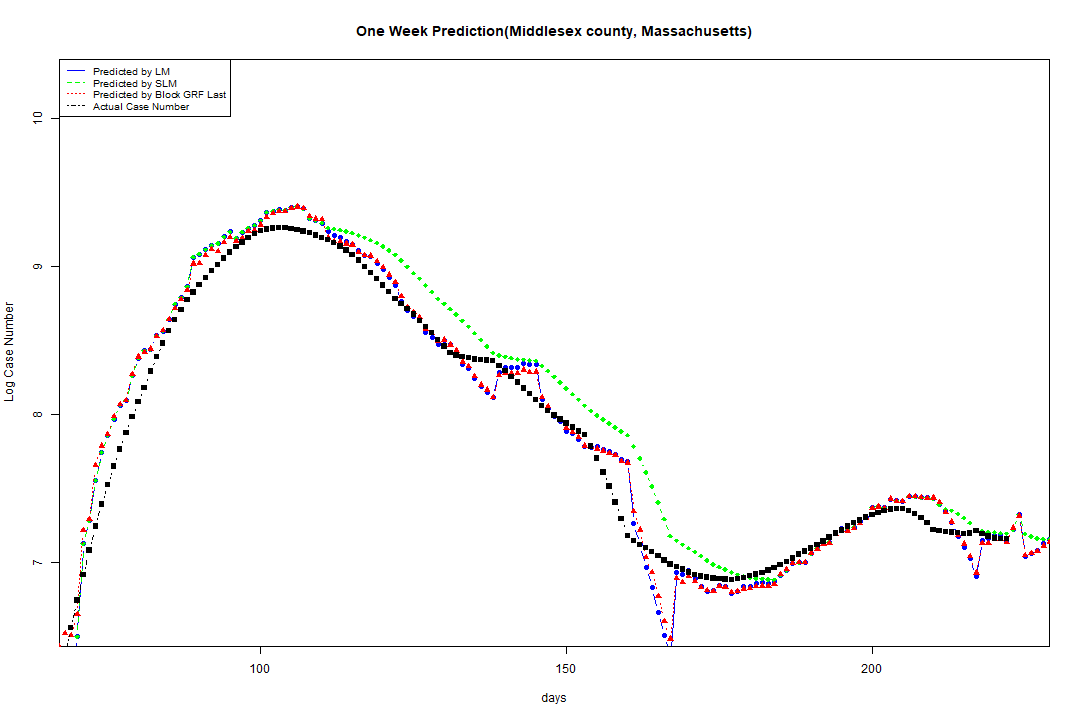 One Week Prediction(Middlesex county, Massachusetts)
Predicted by LM
Predicted by SLM
Predicted by Block GRF Last
Actual Case Number
10
9
8
7
Log Case Number
100
150
200
days